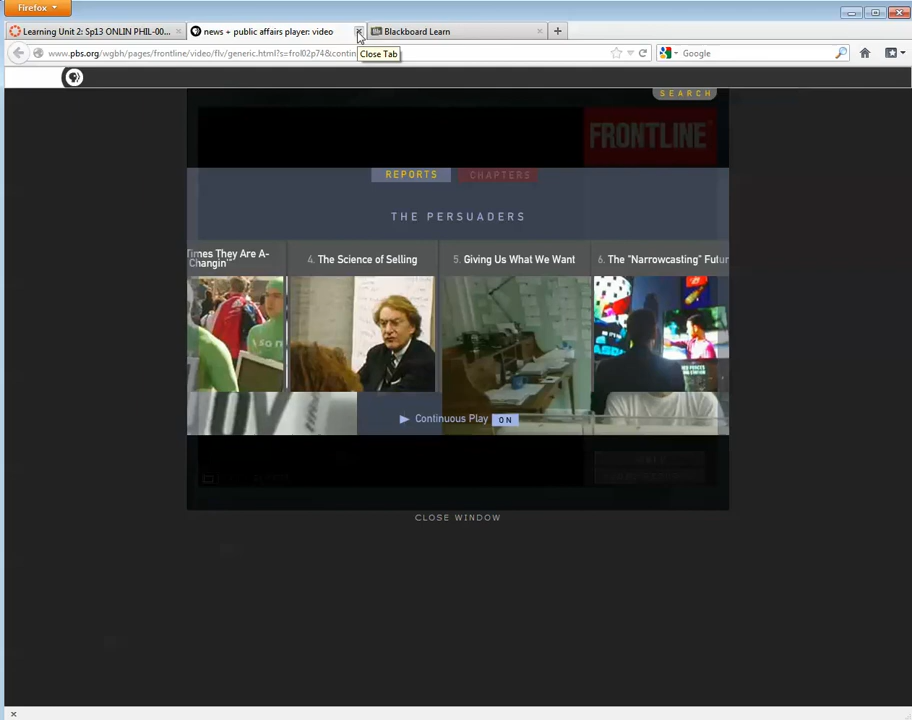 Firefox
Learning Unit 2: Sp13 ONLIN PHIL-00...
news + public affairs player: video
Blackboard Learn
www.pbs.org/wgbh/pages/frontline/video/flv/generic.html?s=frol02p74&contin
Close Tab
Google
SEARCH
FRONTLINE
REPORTS CHAPTERS
THE PERSUADERS
Times They Are A-
Changin'"
4. The Science of Selling
5. Giving Us What We Want
6. The "Narrowcasting" Futur
Continuous Play ON
CLOSE WINDOW